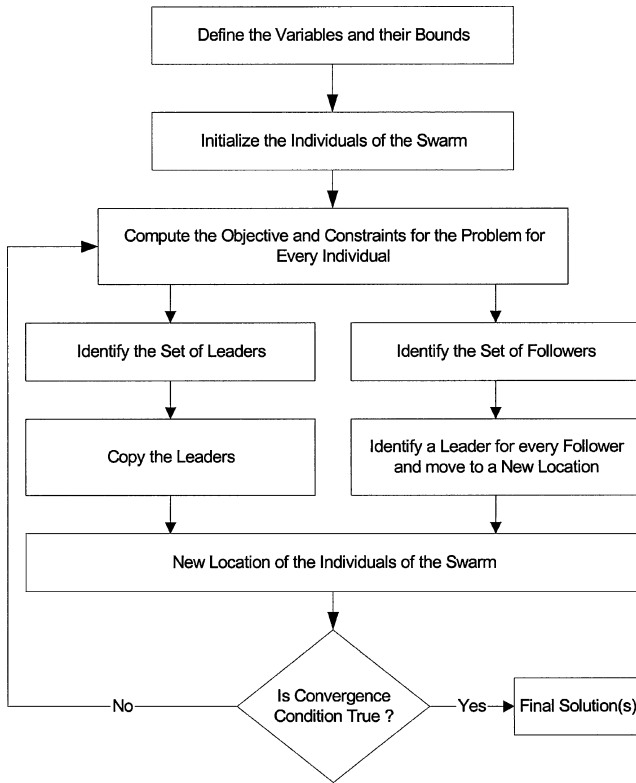 Define the Variables and their Bounds
Initialize the Individuals of the Swarm
Compute the Objective and Constraints for the Problem for
Every Individual
Identify the Set of Leaders
Identify the Set of Followers
Copy the Leaders
Identify a Leader for every Follower
and move to a New Location
New Location of the Individuals of the Swarm
Is Convergence
Condition True ?
No
Yes
Final Solution(s)